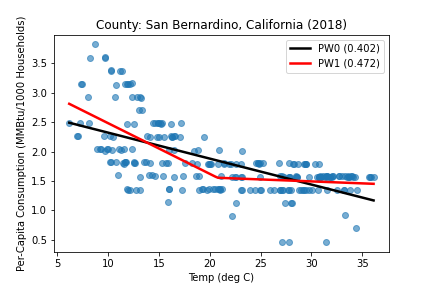 County: San Bernardino, California (2018)
PW0 (0.402)
PW1 (0.472)
Per-Capita Consumption (MMBtu/1000 Households)
3.5
3.0
2.5
2.0
1.5
1.0
0.5
5 10 15 20 25 30 35
Temp (deg C)